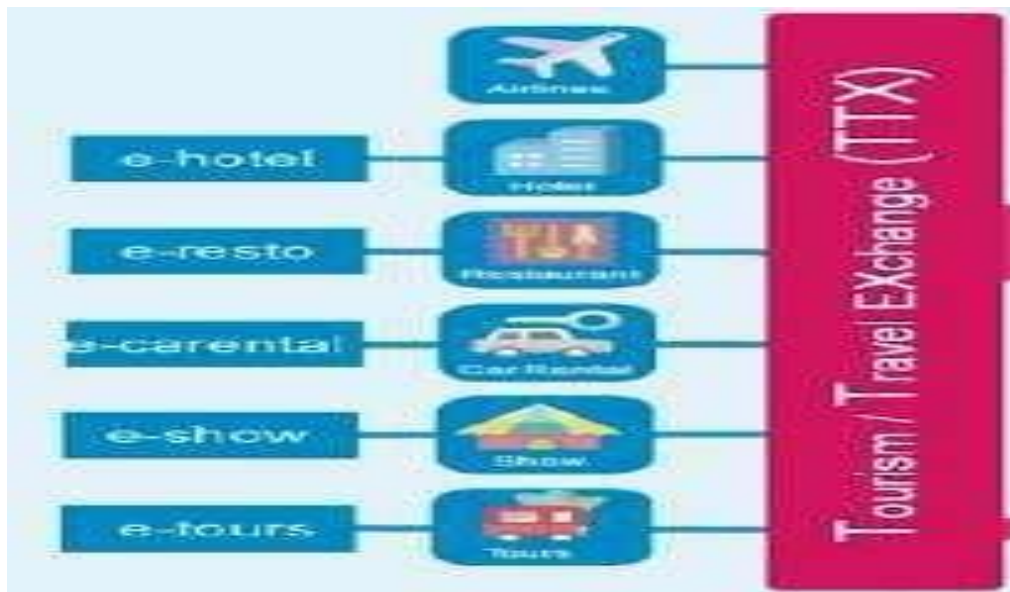 Airlines
e-hotel
Hotel
e-resto
Restaurant
e-carental
Car Rental
e-show
Show
e-tours
Tours
Tourism / Travel EXchange (TTX)